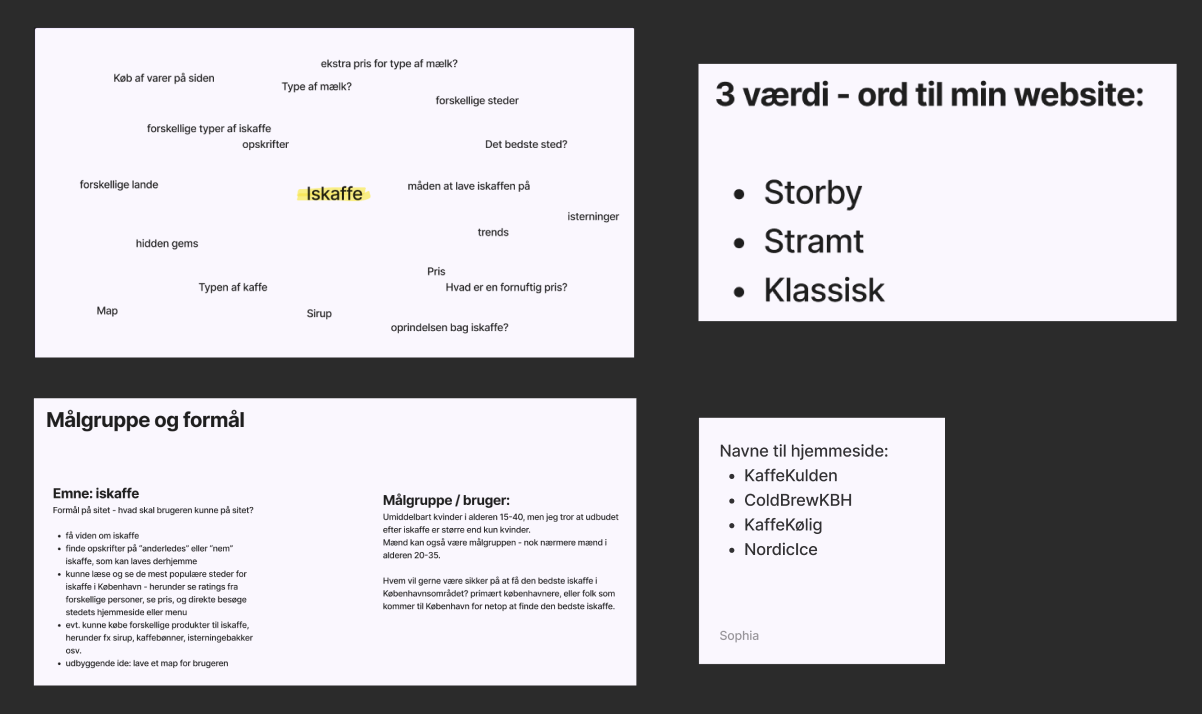 ekstra pris for type af mælk?
Køb af varer på siden
Type af mælk?
forskellige steder
forskellige typer af iskaffe
opskrifter
Det bedste sted?
forskellige lande
Iskaffe
måden at lave iskaffen på
isterninger
trends
hidden gems
Pris
Typen af kaffe
Hvad er en fornuftig pris?
Map
Sirup
oprindelsen bag iskaffe?
3 værdi - ord til min website:
• Storby
• Stramt
• Klassisk
Målgruppe og formål
Emne: iskaffe
Formål på sitet - hvad skal brugeren kunne på sitet?
• få viden om iskaffe
• finde opskrifter på "anderledes" eller "nem"
iskaffe, som kan laves derhjemme
• kunne læse og se de mest populære steder for
iskaffe i København - herunder se ratings fra
forskellige personer, se pris, og direkte besøge
stedets hjemmeside eller menu
• evt. kunne købe forskellige produkter til iskaffe,
herunder fx sirup, kaffebønner, isterningebakker
osv.
• udbyggende ide: lave et map for brugeren
Målgruppe / bruger:
Umiddelbart kvinder i alderen 15-40, men jeg tror at udbudet
efter iskaffe er større end kun kvinder.
Mænd kan også være målgruppen - nok nærmere mænd i
alderen 20-35.
Hvem vil gerne være sikker på at få den bedste iskaffe i
Københavnsområdet? primært københavnere, eller folk som
kommer til København for netop at finde den bedste iskaffe.
Navne til hjemmeside:
• KaffeKulden
• ColdBrewKBH
• KaffeKølig
• NordicIce
Sophia